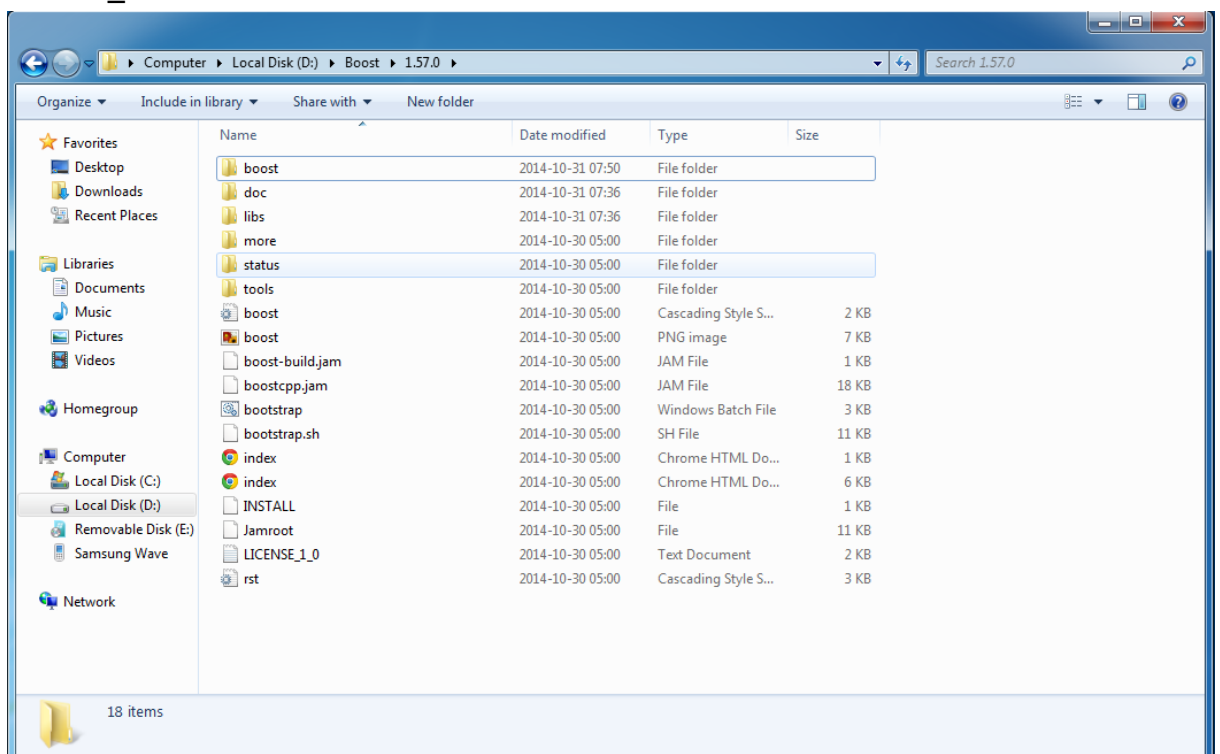 Computer Local Disk (D:) Boost 1.57.0 Search 1.57.0
Organize Include in library Share with New folder
Favorites
Desktop
Downloads
Recent Places
Libraries
Documents
Music
Pictures
Videos
Homegroup
Computer
Local Disk (C:)
Local Disk (D:)
Removable Disk (E:)
Samsung Wave
Network
Name Date modified Type Size
boost 2014-10-31 07:50 File folder
doc 2014-10-31 07:36 File folder
libs 2014-10-31 07:36 File folder
more 2014-10-30 05:00 File folder
status 2014-10-30 05:00 File folder
tools 2014-10-30 05:00 File folder
boost 2014-10-30 05:00 Cascading Style S... 2 KB
boost 2014-10-30 05:00 PNG image 7 KB
boost-build.jam 2014-10-30 05:00 JAM File 1 KB
boostcpp.jam 2014-10-30 05:00 JAM File 18 KB
bootstrap 2014-10-30 05:00 Windows Batch File 3 KB
bootstrap.sh 2014-10-30 05:00 SH File 11 KB
index 2014-10-30 05:00 Chrome HTML Do... 1 KB
index 2014-10-30 05:00 Chrome HTML Do... 6 KB
INSTALL 2014-10-30 05:00 File 1 KB
Jamroot 2014-10-30 05:00 File 11 KB
LICENSE_1_0 2014-10-30 05:00 Text Document 2 KB
rst 2014-10-30 05:00 Cascading Style S... 3 KB
18 items